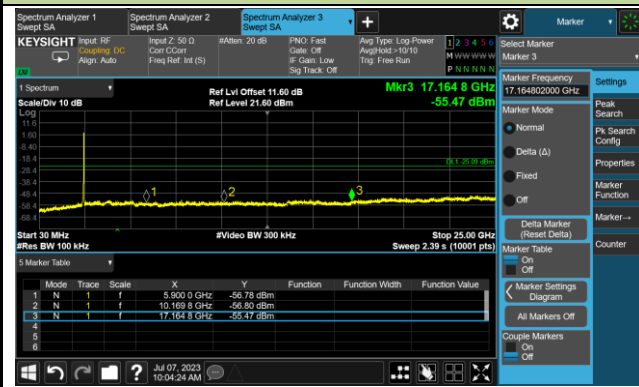 Spectrum Analyzer 1
Swept SA
Spectrum Analyzer 2
Swept SA
Spectrum Analyzer 3
Swept SA
Marker
KEYSIGHT
Input: RF
Coupling: DC
Align: Auto
Input Z: 50 Ω
Corr CCorr
Freq Ref: Int (S)
#Atten: 20 dB
PNO: Fast
Gate: Off
IF Gain: Low
Sig Track: Off
Avg Type: Log-Power
Avg|Hold:>10/10
Trig: Free Run
1 2 3 4 5 6
M W W W W W
P N N N N N
LW
Select Marker
Marker 3
1 Spectrum
Ref Lvl Offset 11.60 dB
Mkr3 17.164 8 GHz
Scale/Div 10 dB
Ref Level 21.60 dBm
-55.47 dBm
Log
11.6
1.60
-8.40
-18.4
-28.4
-38.4
-48.4
-58.4
-68.4
DL1 -25.09 dBm
1
2
3
Start 30 MHz
#Video BW 300 kHz
Stop 25.00 GHz
#Res BW 100 kHz
Sweep 2.39 s (10001 pts)
5 Marker Table
Mode Trace Scale X Y Function Function Width Function Value
1 N 1 f 5.900 0 GHz -56.78 dBm
2 N 1 f 10.169 8 GHz -56.80 dBm
3 N 1 f 17.164 8 GHz -55.47 dBm
4
5
6
Jul 07, 2023
10:04:24 AM
Marker Frequency
17.164802000 GHz
Marker Mode
Normal
Delta (Δ)
Fixed
Off
Delta Marker
(Reset Delta)
Marker Table
On
Off
Marker Settings
Diagram
All Markers Off
Couple Markers
On
Off
Settings
Peak
Search
Pk Search
Config
Properties
Marker
Function
Marker→
Counter